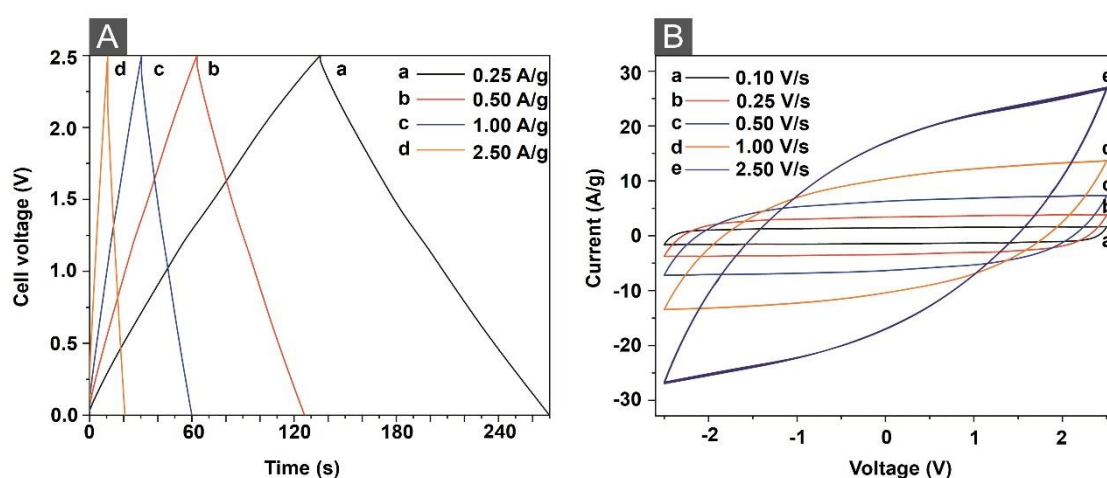 A
2.5
2.0
1.5
1.0
0.5
0.0
Cell voltage (V)
d c b a
a 0.25 A/g
b 0.50 A/g
c 1.00 A/g
d 2.50 A/g
0 60 120 180 240
Time (s)
B
30
20
10
0
-10
-20
-30
Current (A/g)
a 0.10 V/s
b 0.25 V/s
c 0.50 V/s
d 1.00 V/s
e 2.50 V/s
e
d
c
b
a
-2 -1 0 1 2
Voltage (V)